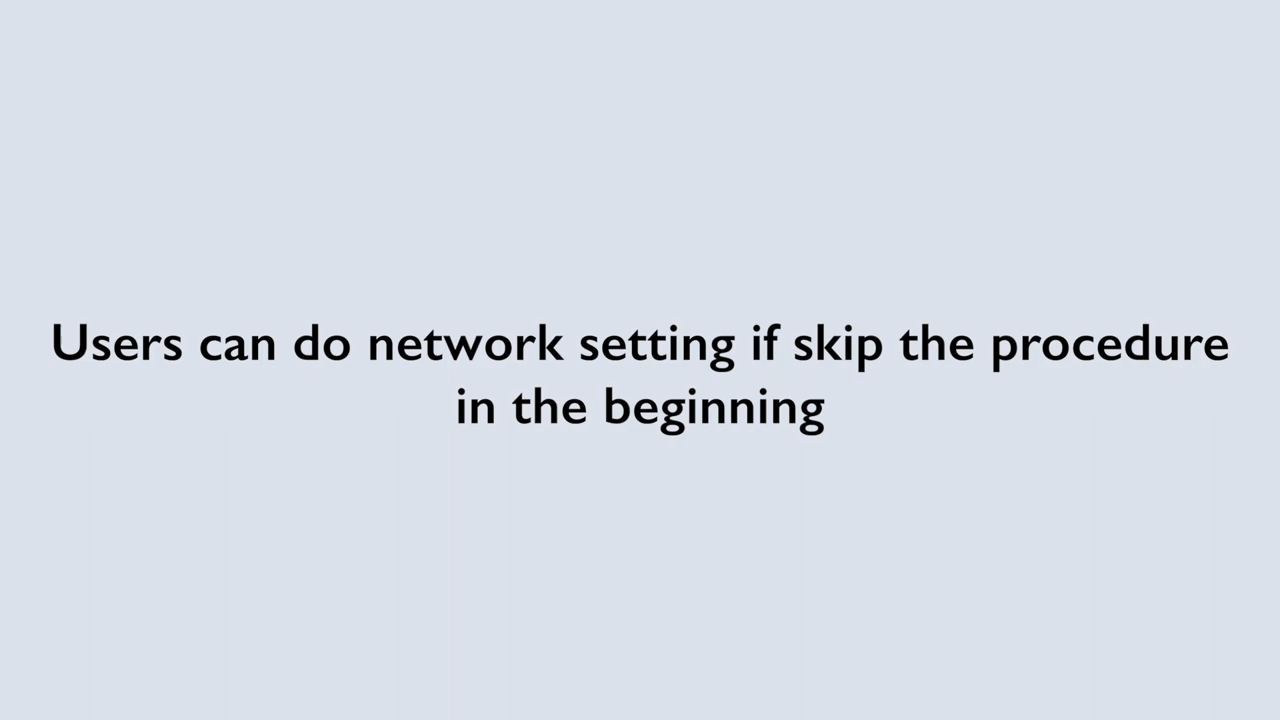 Users can do network setting if skip the procedure
in the beginning